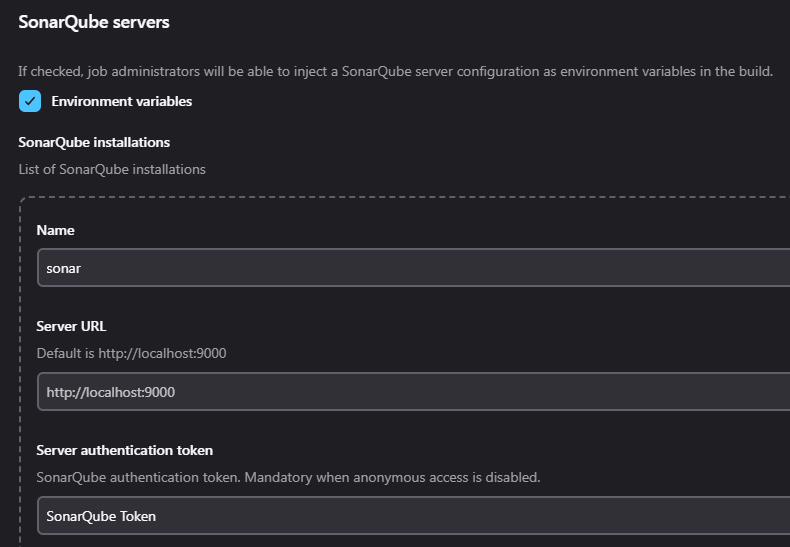 SonarQube servers
If checked, job administrators will be able to inject a SonarQube server configuration as environment variables in the build.
Environment variables
SonarQube installations
List of SonarQube installations
Name
sonar
Server URL
Default is http://localhost:9000
http://localhost:9000
Server authentication token
SonarQube authentication token. Mandatory when anonymous access is disabled.
SonarQube Token